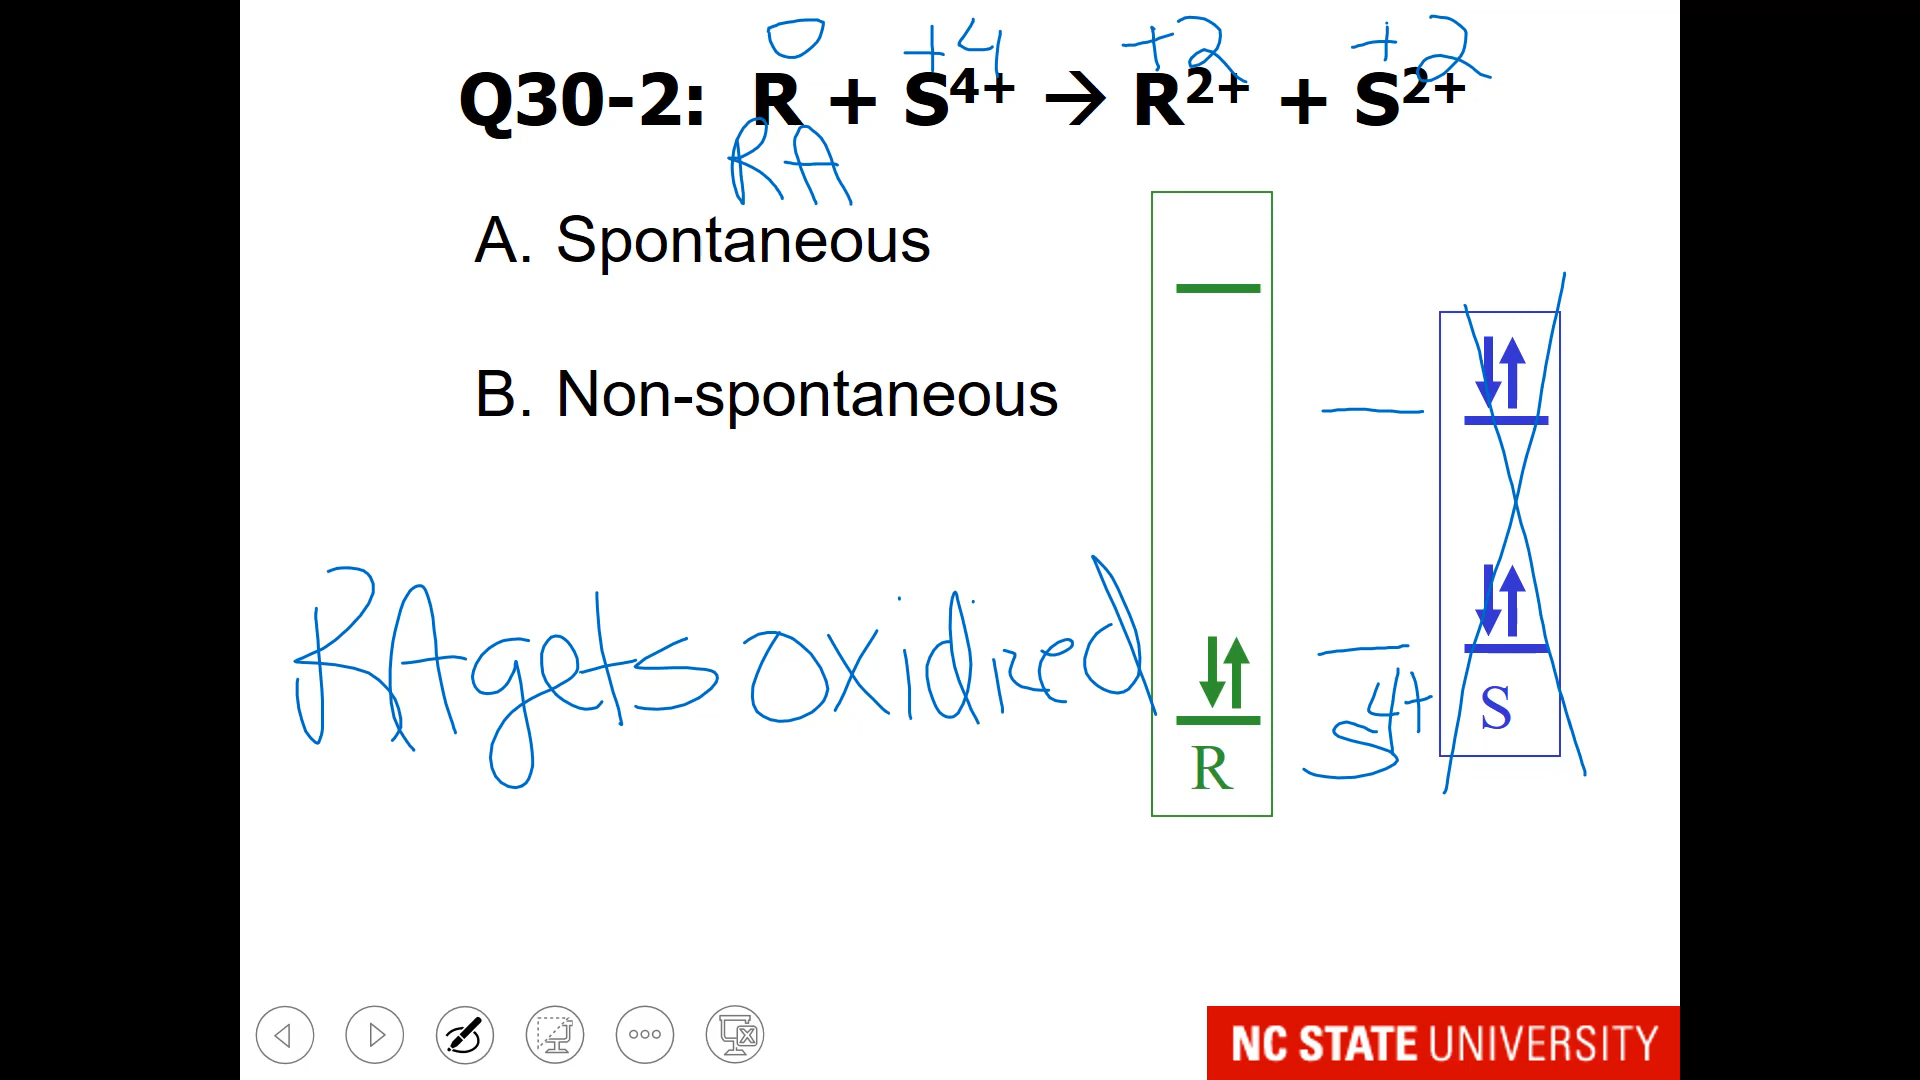 0 +4 +2 +2
Q30-2: R + S⁴⁺ → R²⁺ + S²⁺
RA
A. Spontaneous
B. Non-spontaneous
RA gets oxidized
R
S⁴⁺
S
NC STATE UNIVERSITY